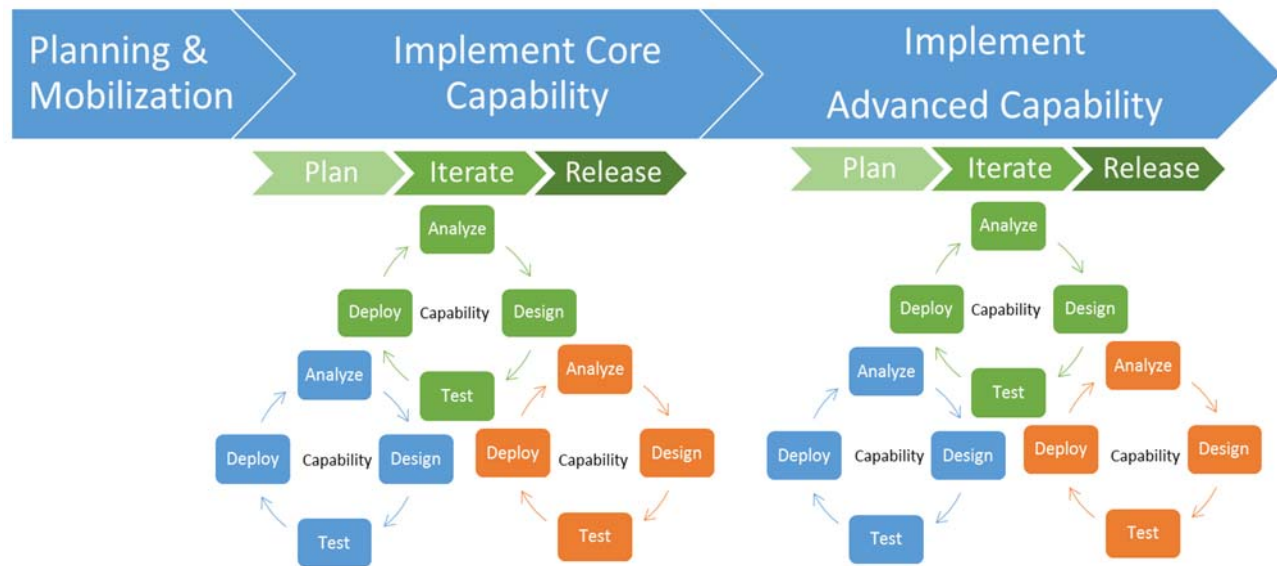 Planning &
Mobilization
Implement Core
Capability
Implement
Advanced Capability
Plan
Iterate
Release
Analyze
Deploy
Capability
Design
Test
Analyze
Deploy
Capability
Design
Test
Analyze
Deploy
Capability
Design
Test
Plan
Iterate
Release
Analyze
Deploy
Capability
Design
Test
Analyze
Deploy
Capability
Design
Test
Analyze
Deploy
Capability
Design
Test